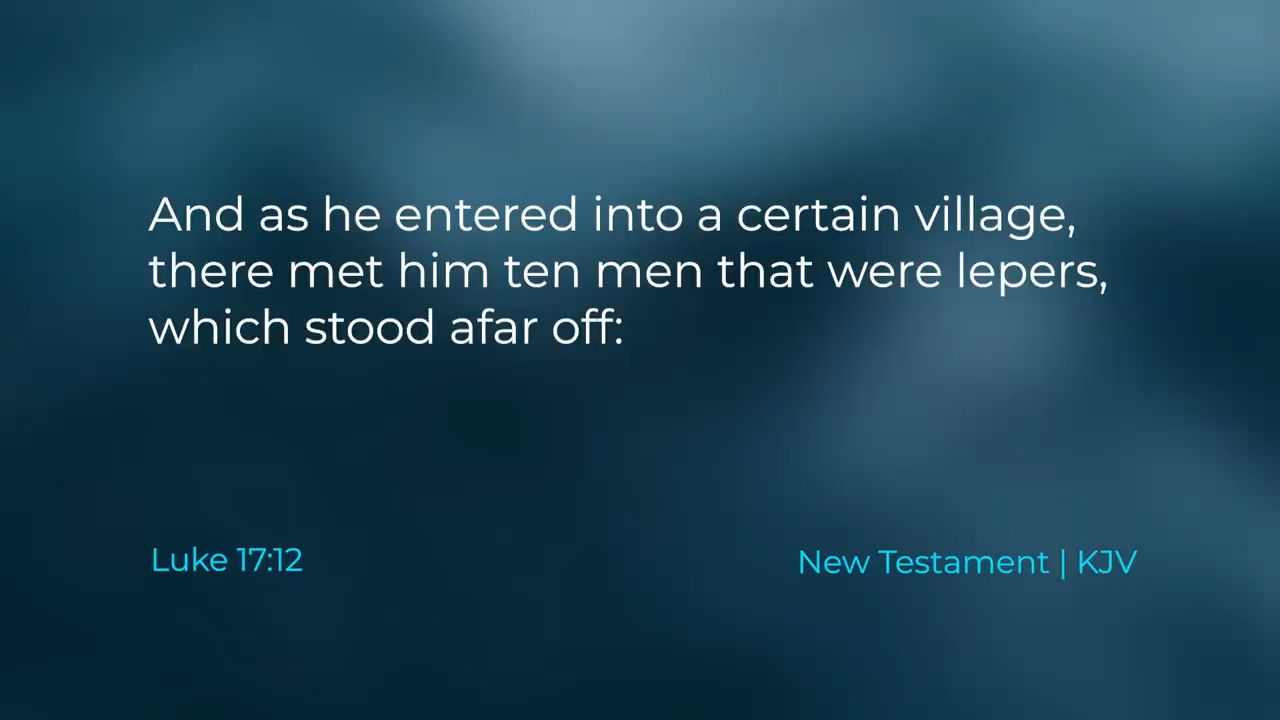 And as he entered into a certain village,
there met him ten men that were lepers,
which stood afar off:
Luke 17:12
New Testament | KJV